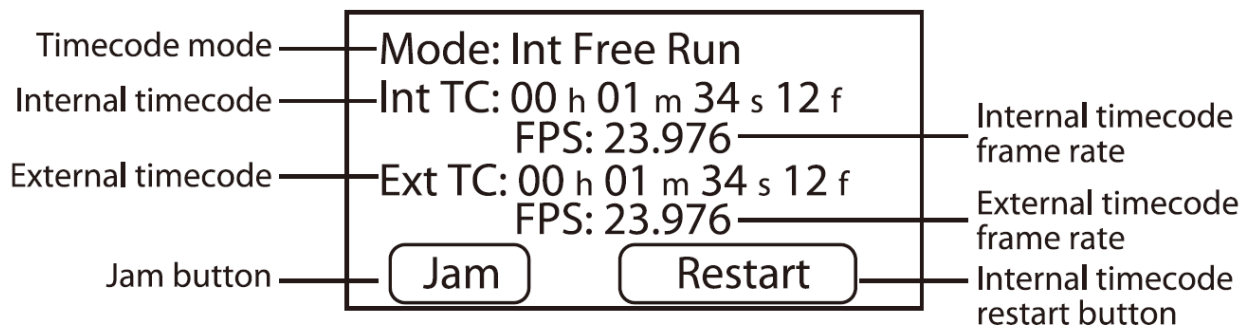 Timecode mode
Mode: Int Free Run
Internal timecode
Int TC: 00 h 01 m 34 s 12 f
FPS: 23.976
Internal timecode
frame rate
External timecode
Ext TC: 00 h 01 m 34 s 12 f
FPS: 23.976
External timecode
frame rate
Jam button
Jam
Restart
Internal timecode
restart button